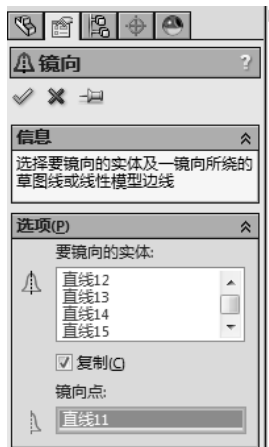 镜向
?
信息
选择要镜向的实体及一镜向所绕的
草图线或线性模型边线
选项(P)
要镜向的实体:
直线12
直线13
直线14
直线15
复制(C)
镜向点:
直线11